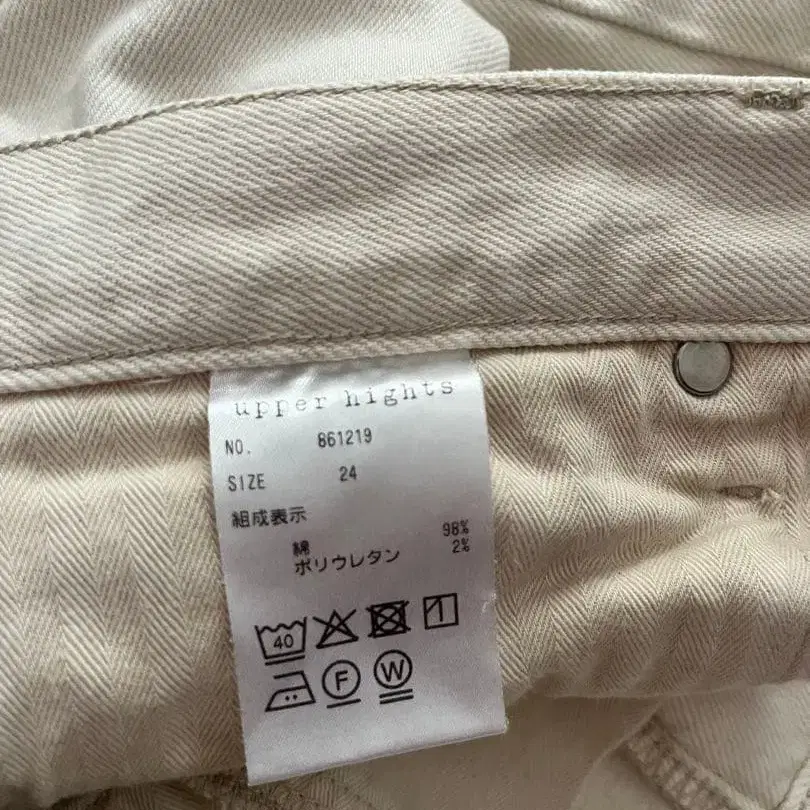 upper hights
NO. 861219
SIZE 24
組成表示
綿 98%
ポリウレタン 2%
40
F W